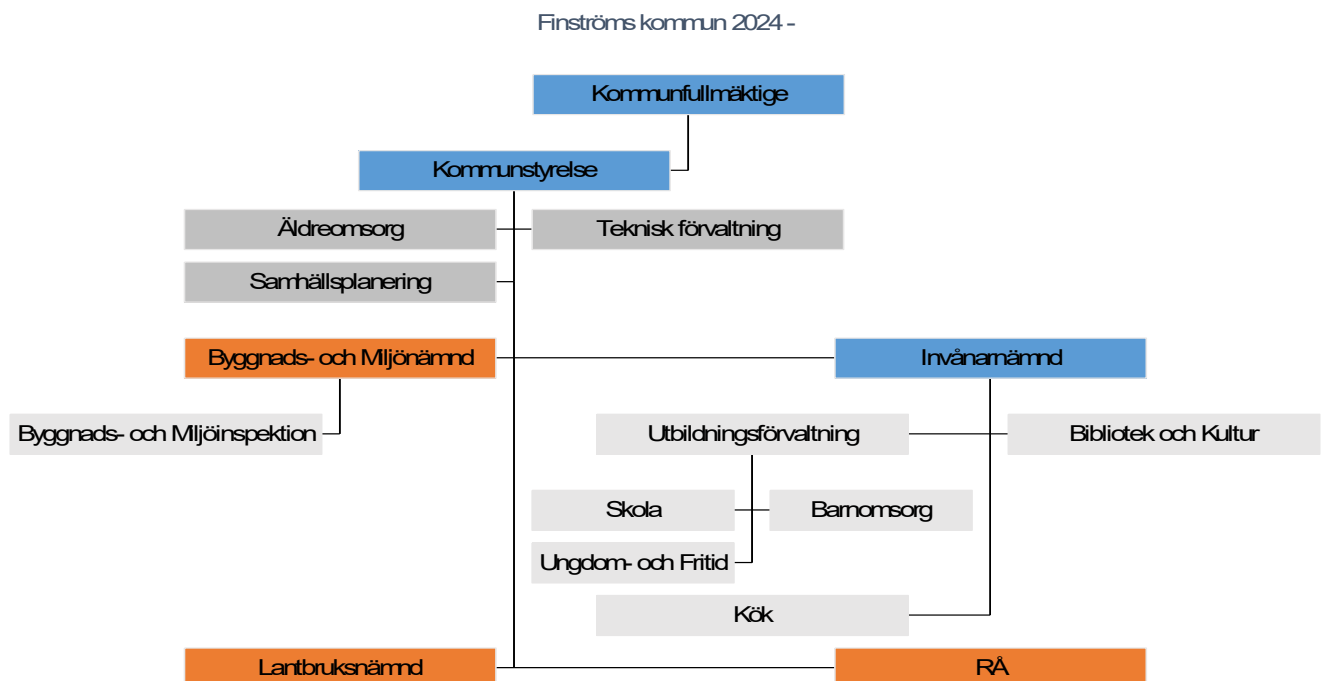 Finströms kommun 2024 -
Kommunfullmäktige
Kommunstyrelse
Äldreomsorg
Teknisk förvaltning
Samhällsplanering
Byggnads- och Miljönämnd
Invånarnämnd
Byggnads- och Miljöinspektion
Utbildningsförvaltning
Bibliotek och Kultur
Skola
Barnomsorg
Ungdom- och Fritid
Kök
Lantbruksnämnd
RÅ